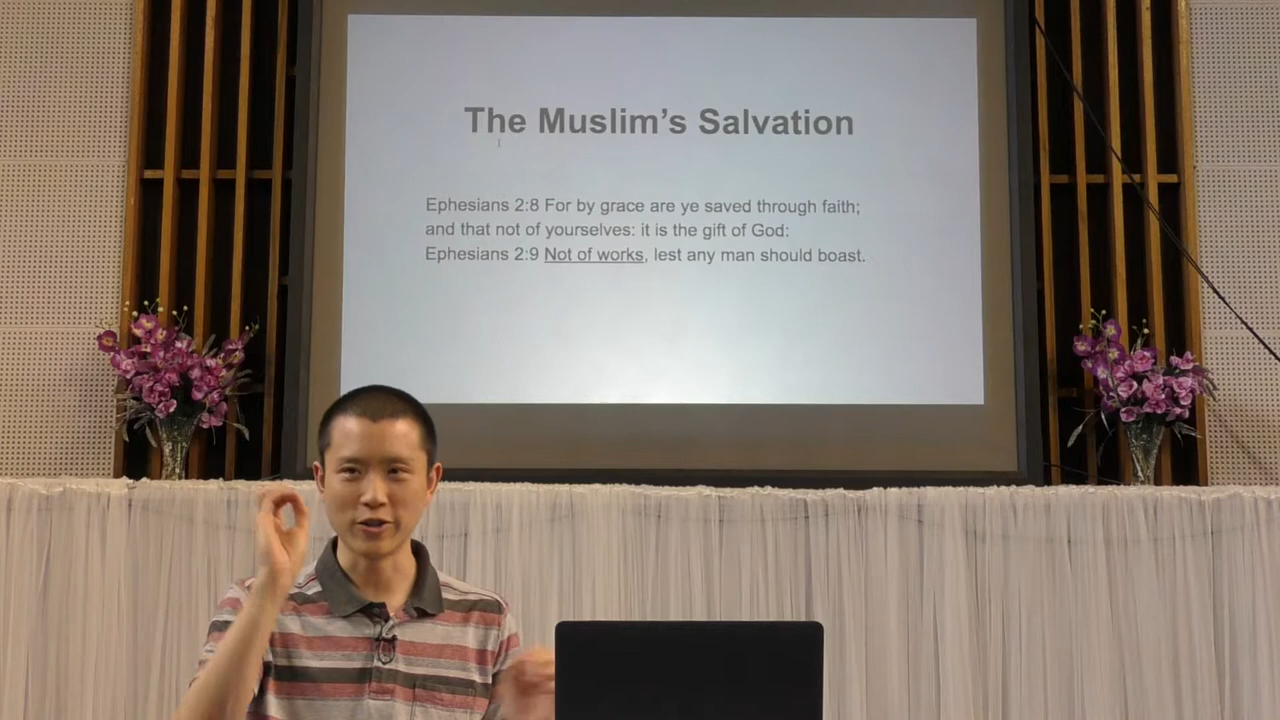 The Muslim’s Salvation
Ephesians 2:8 For by grace are ye saved through faith;
and that not of yourselves: it is the gift of God:
Ephesians 2:9 Not of works, lest any man should boast.